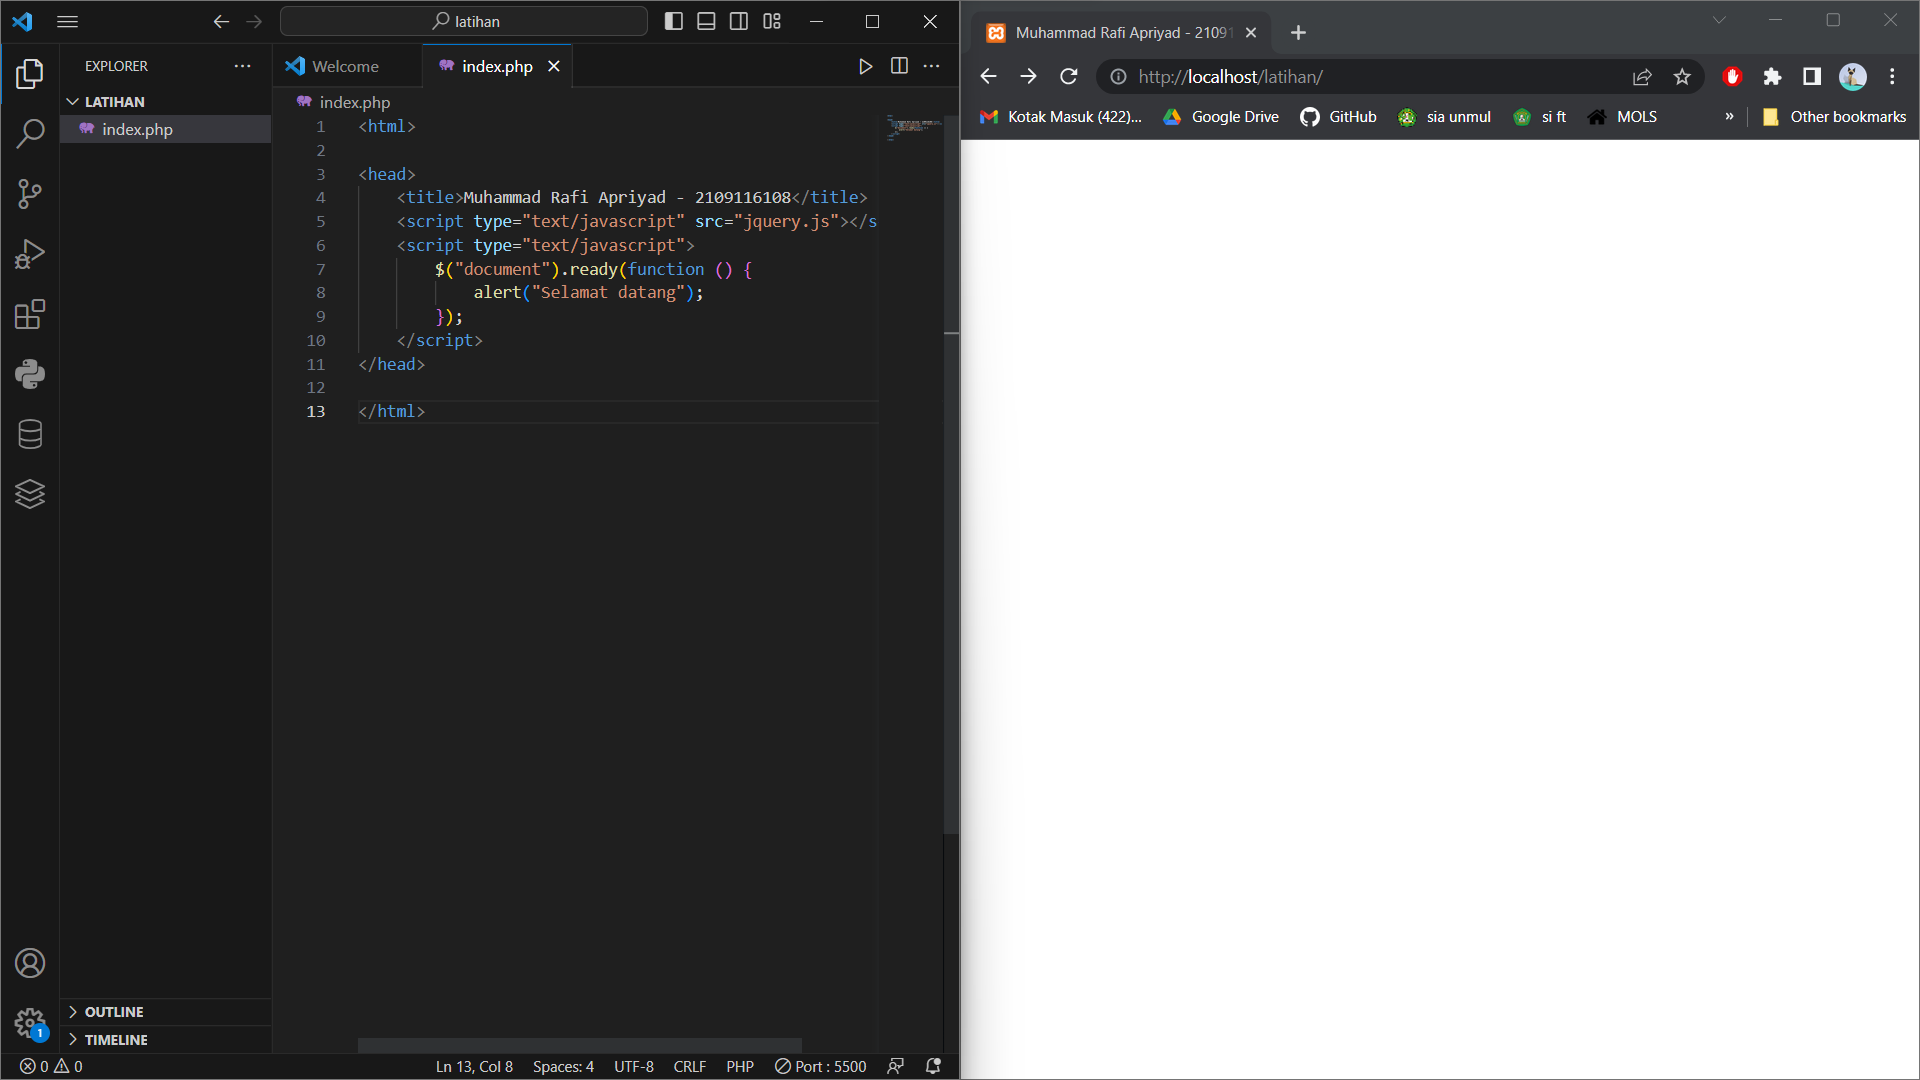 latihan
EXPLORER
LATIHAN
index.php
OUTLINE
TIMELINE
Welcome
index.php
index.php
1 <html>
2
3 <head>
4 <title>Muhammad Rafi Apriyad - 2109116108</title>
5 <script type="text/javascript" src="jquery.js"></s
6 <script type="text/javascript">
7 $("document").ready(function () {
8 alert("Selamat datang");
9 });
10 </script>
11 </head>
12
13 </html>
1
0 0 Ln 13, Col 8 Spaces: 4 UTF-8 CRLF PHP Port : 5500
Muhammad Rafi Apriyad - 21091
http://localhost/latihan/
Kotak Masuk (422)... Google Drive GitHub sia unmul si ft MOLS » Other bookmarks